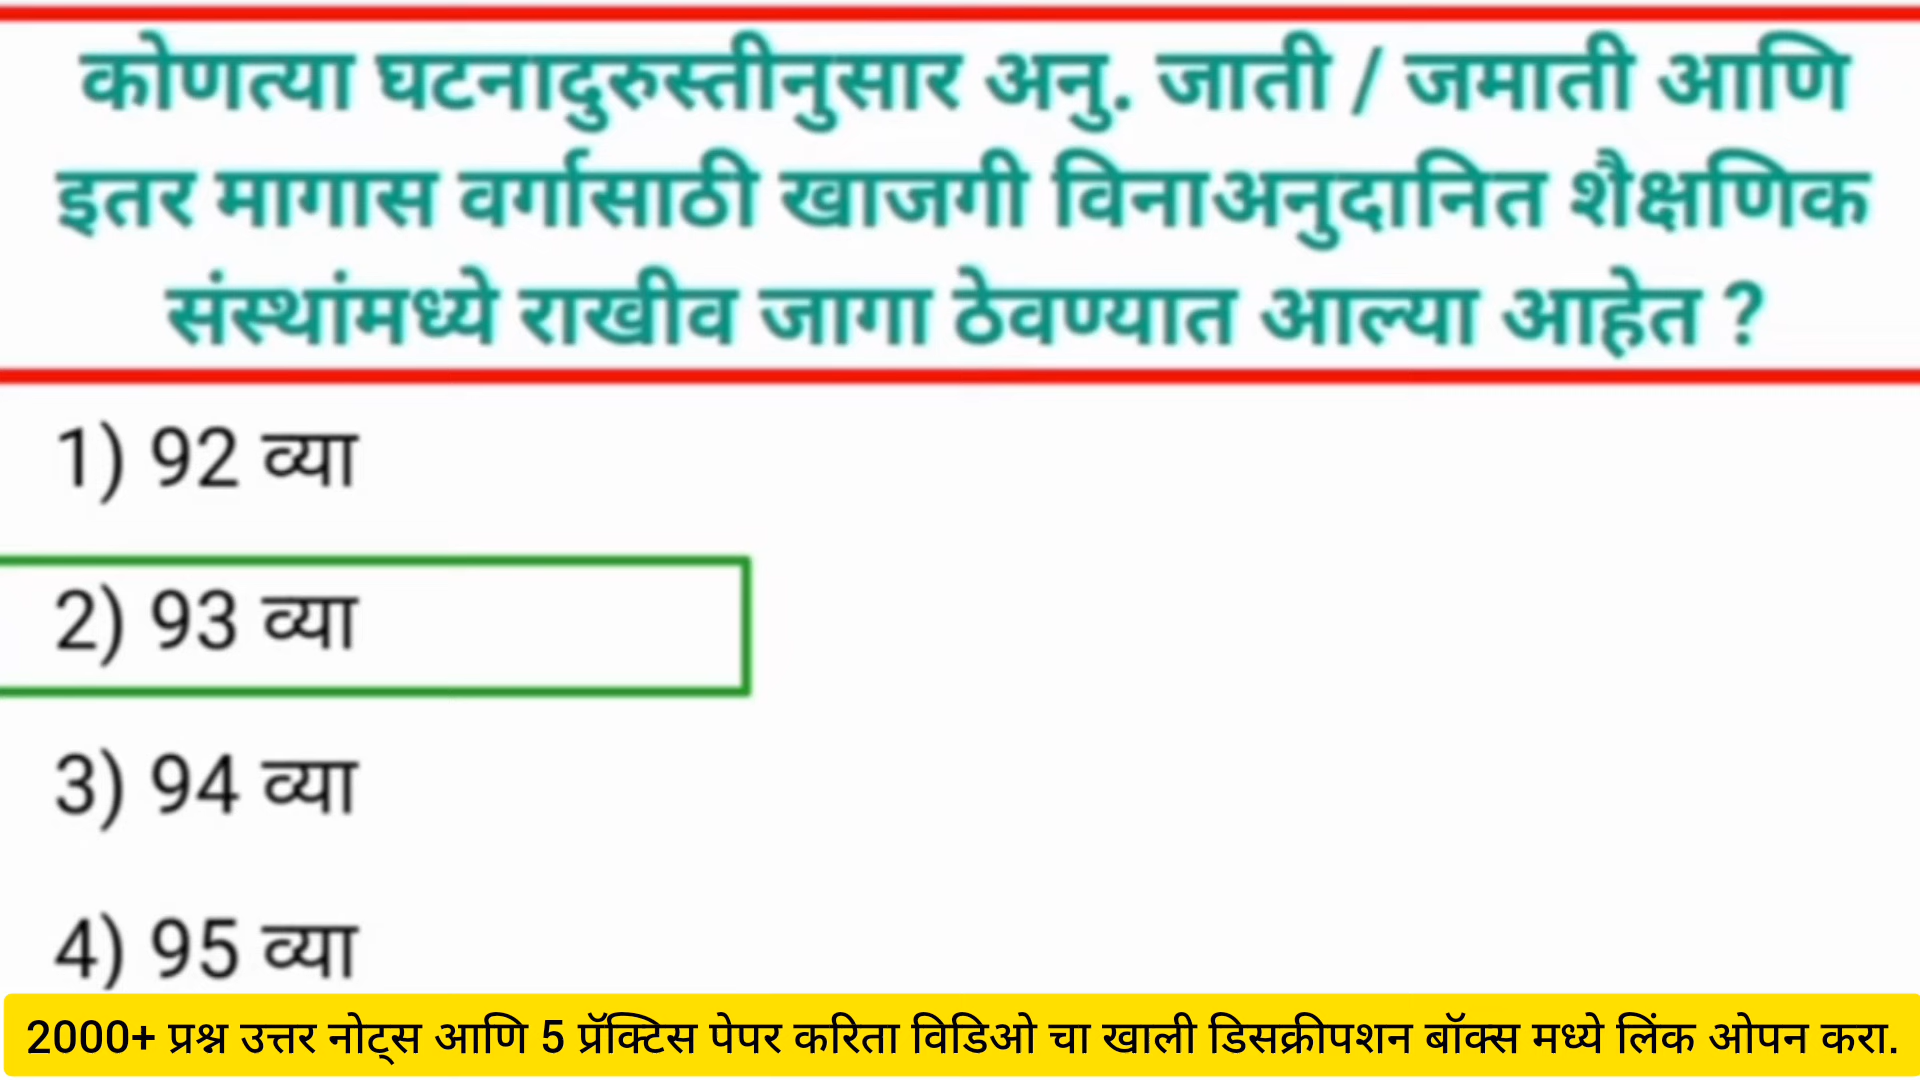 कोणत्या घटनादुरुस्तीनुसार अनु. जाती / जमाती आणि
इतर मागास वर्गासाठी खाजगी विनाअनुदानित शैक्षणिक
संस्थांमध्ये राखीव जागा ठेवण्यात आल्या आहेत ?
1) 92 व्या
2) 93 व्या
3) 94 व्या
4) 95 व्या
2000+ प्रश्न उत्तर नोट्स आणि 5 प्रॅक्टिस पेपर करिता विडिओ चा खाली डिसक्रीपशन बॉक्स मध्ये लिंक ओपन करा.